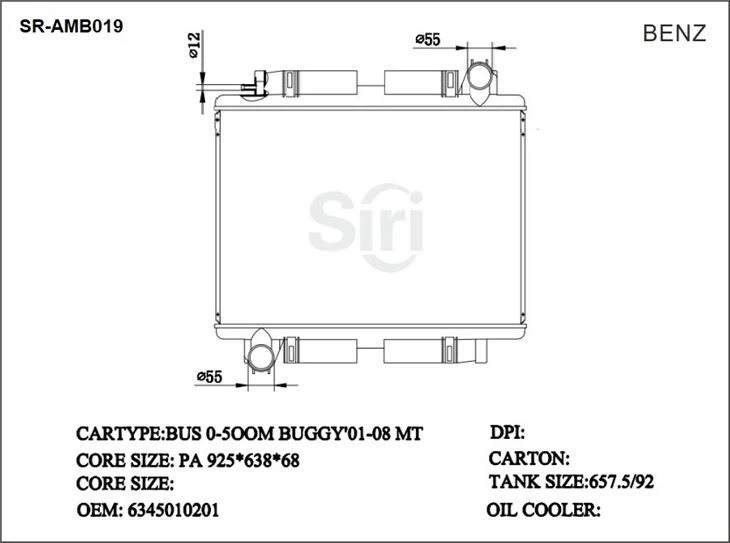 SR-AMB019
BENZ
ø12
ø55
Siri
ø55
CARTYPE:BUS 0-5OOM BUGGY'01-08 MT
DPI:
CORE SIZE: PA 925*638*68
CARTON:
CORE SIZE:
TANK SIZE:657.5/92
OEM: 6345010201
OIL COOLER: